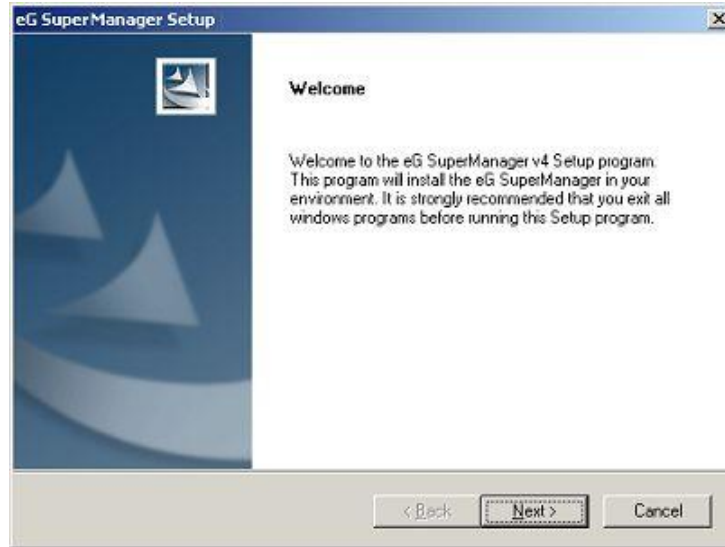 eG SuperManager Setup
Welcome
Welcome to the eG SuperManager v4 Setup program.
This program will install the eG SuperManager in your
environment. It is strongly recommended that you exit all
windows programs before running this Setup program.
< Back
Next >
Cancel